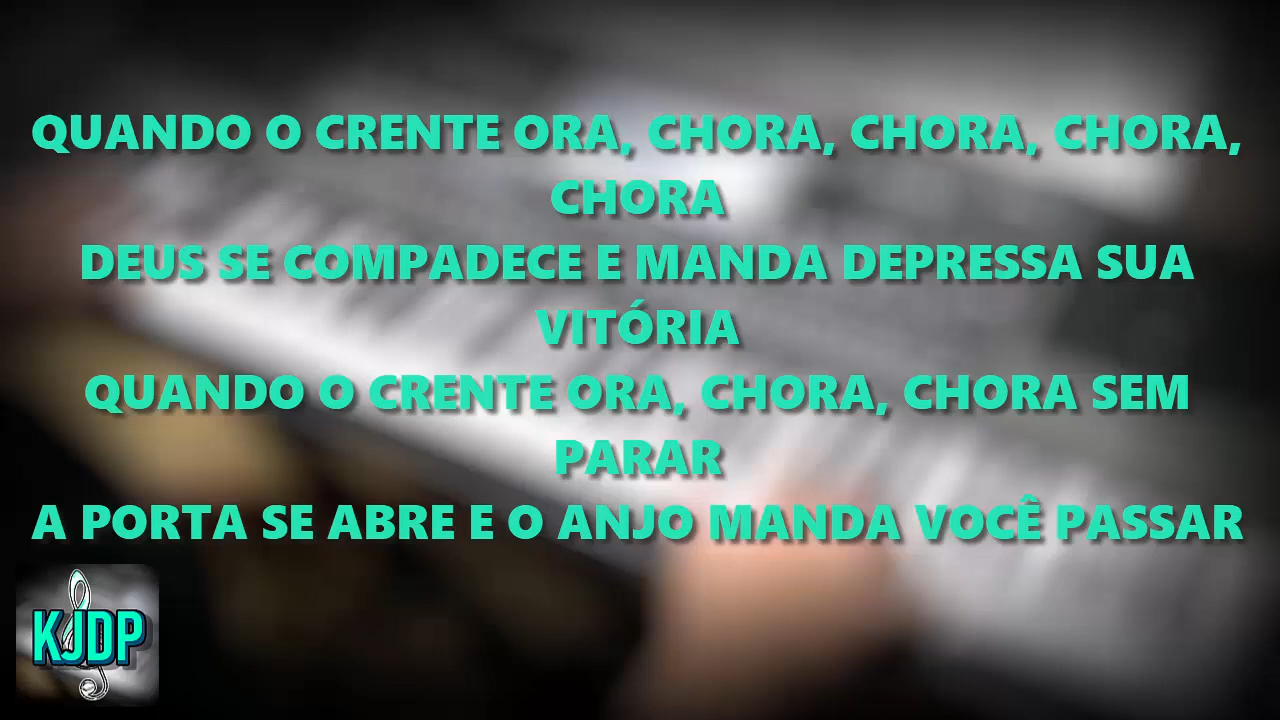 QUANDO O CRENTE ORA, CHORA, CHORA, CHORA,
CHORA
DEUS SE COMPADECE E MANDA DEPRESSA SUA
VITÓRIA
QUANDO O CRENTE ORA, CHORA, CHORA SEM
PARAR
A PORTA SE ABRE E O ANJO MANDA VOCÊ PASSAR
KJDP